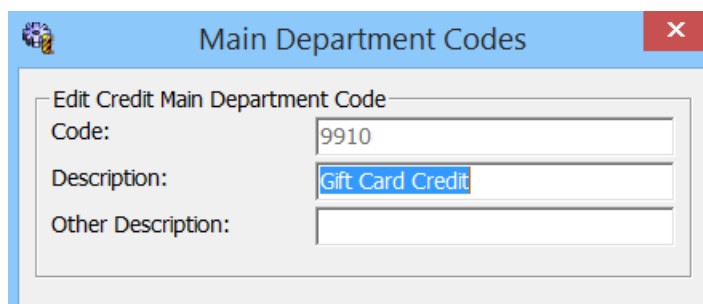 Main Department Codes
Edit Credit Main Department Code
Code: 9910
Description: Gift Card Credit
Other Description: